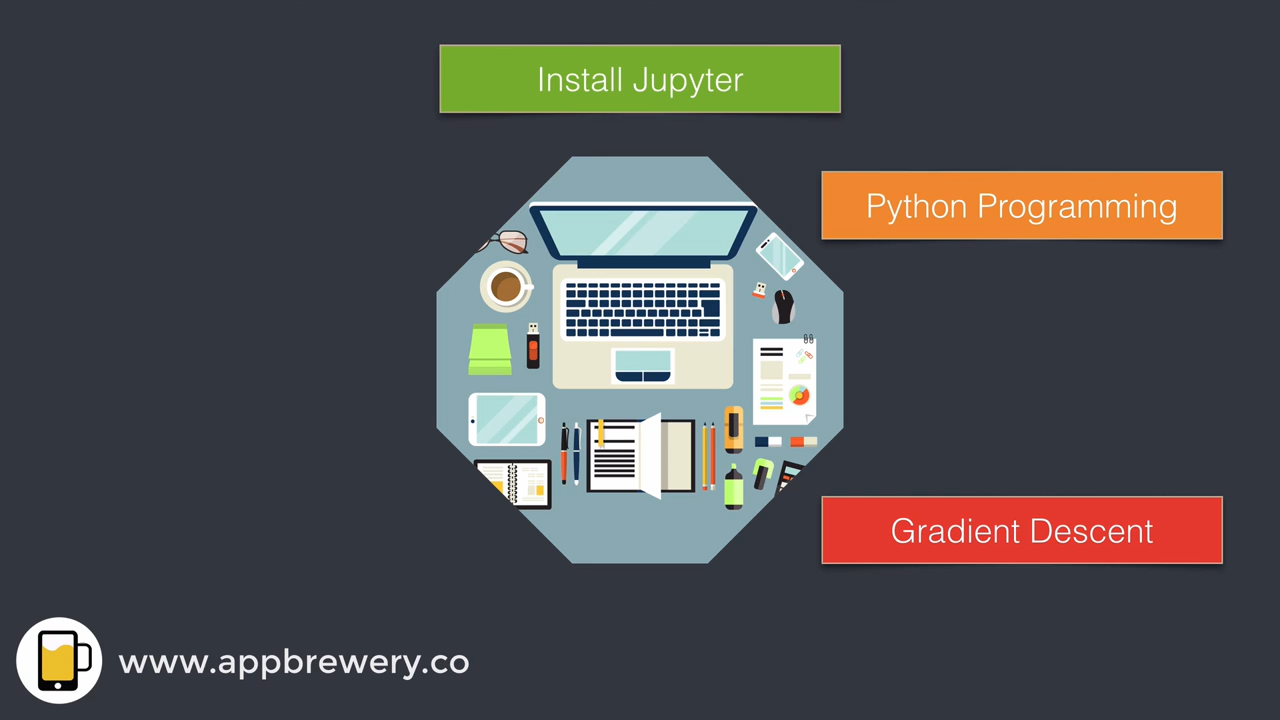 Install Jupyter
Python Programming
Gradient Descent
www.appbrewery.co